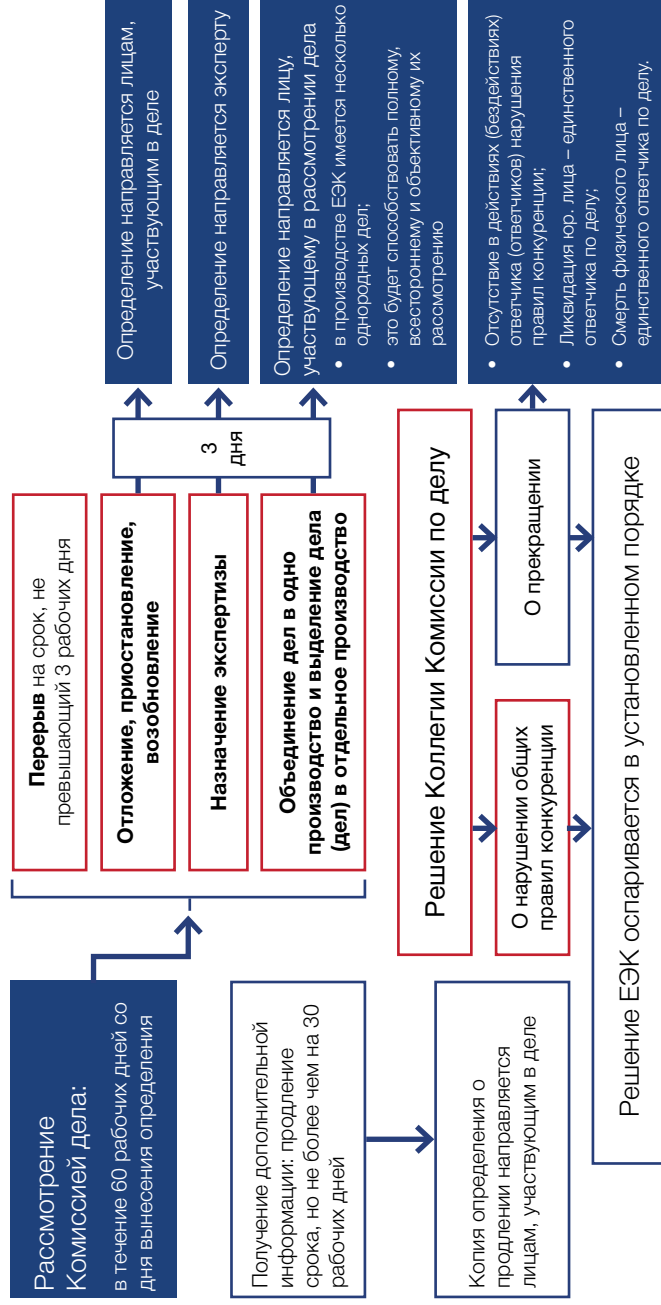 Рассмотрение
Комиссией дела:
в течение 60 рабочих дней со
дня вынесения определения
Перерыв на срок, не
превышающий 3 рабочих дня
Отложение, приостановление,
возобновление
Назначение экспертизы
Объединение дел в одно
производство и выделение дела
(дел) в отдельное производство
3
дня
Определение направляется лицам,
участвующим в деле
Определение направляется эксперту
Определение направляется лицу,
участвующему в рассмотрении дела
• в производстве ЕЭК имеется несколько
однородных дел;
• это будет способствовать полному,
всестороннему и объективному их
рассмотрению
Получение дополнительной
информации: продление
срока, но не более чем на 30
рабочих дней
Копия определения о
продлении направляется
лицам, участвующим в деле
Решение Коллегии Комиссии по делу
О нарушении общих
правил конкуренции
О прекращении
• Отсутствие в действиях (бездействиях)
ответчика (ответчиков) нарушения
правил конкуренции;
• Ликвидация юр. лица – единственного
ответчика по делу;
• Смерть физического лица –
единственного ответчика по делу.
Решение ЕЭК оспаривается в установленном порядке